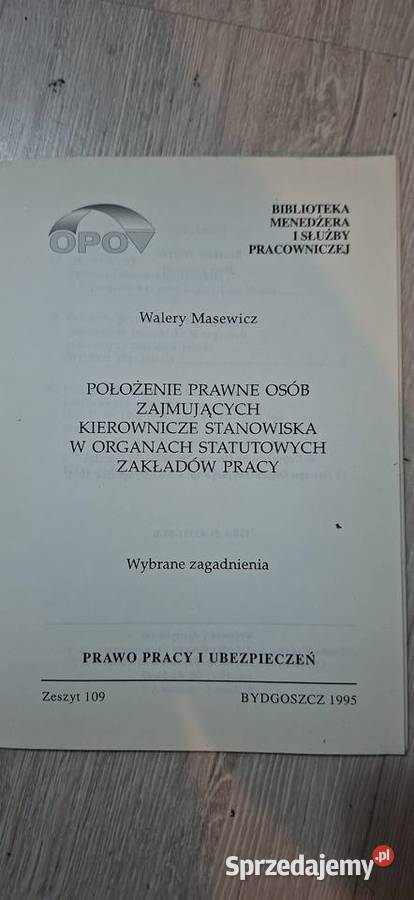 OPO
BIBLIOTEKA
MENEDŻERA
I SŁUŻBY
PRACOWNICZEJ
Walery Masewicz
POŁOŻENIE PRAWNE OSÓB
ZAJMUJĄCYCH
KIEROWNICZE STANOWISKA
W ORGANACH STATUTOWYCH
ZAKŁADÓW PRACY
Wybrane zagadnienia
PRAWO PRACY I UBEZPIECZEŃ
Zeszyt 109
BYDGOSZCZ 1995
Sprzedajemy.pl